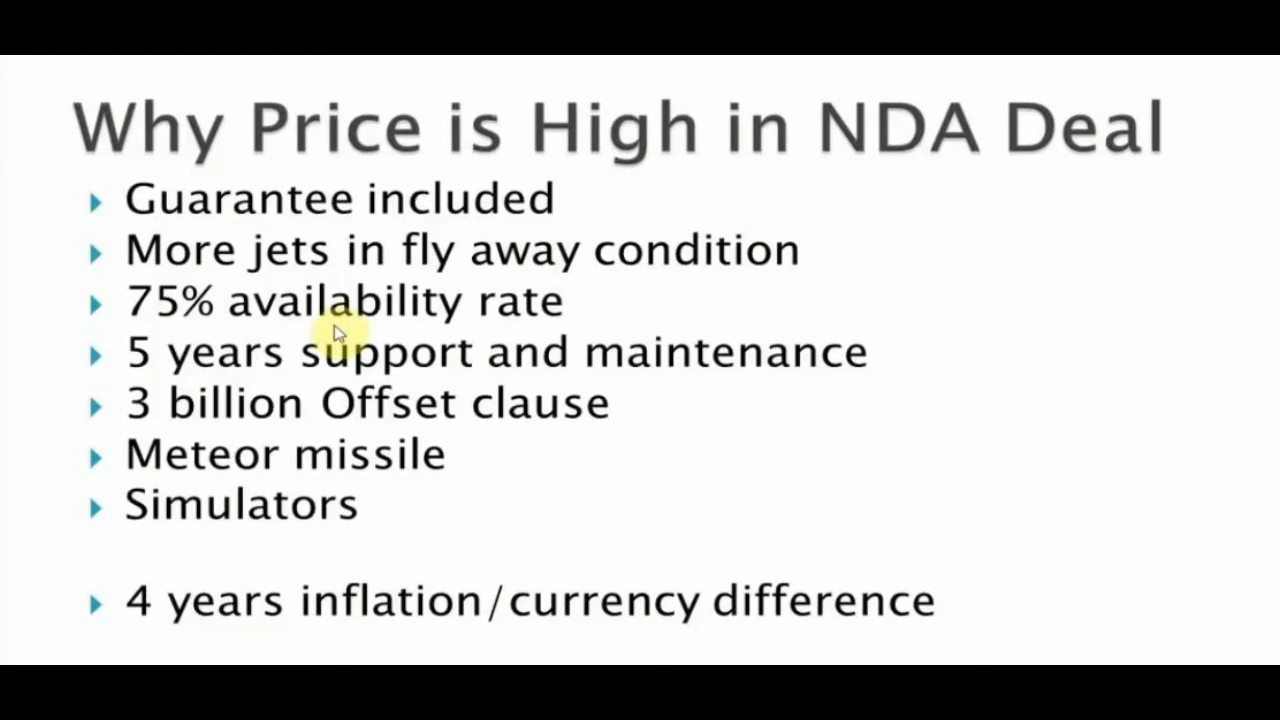 Why Price is High in NDA Deal
Guarantee included
More jets in fly away condition
75% availability rate
5 years support and maintenance
3 billion Offset clause
Meteor missile
Simulators
4 years inflation/currency difference